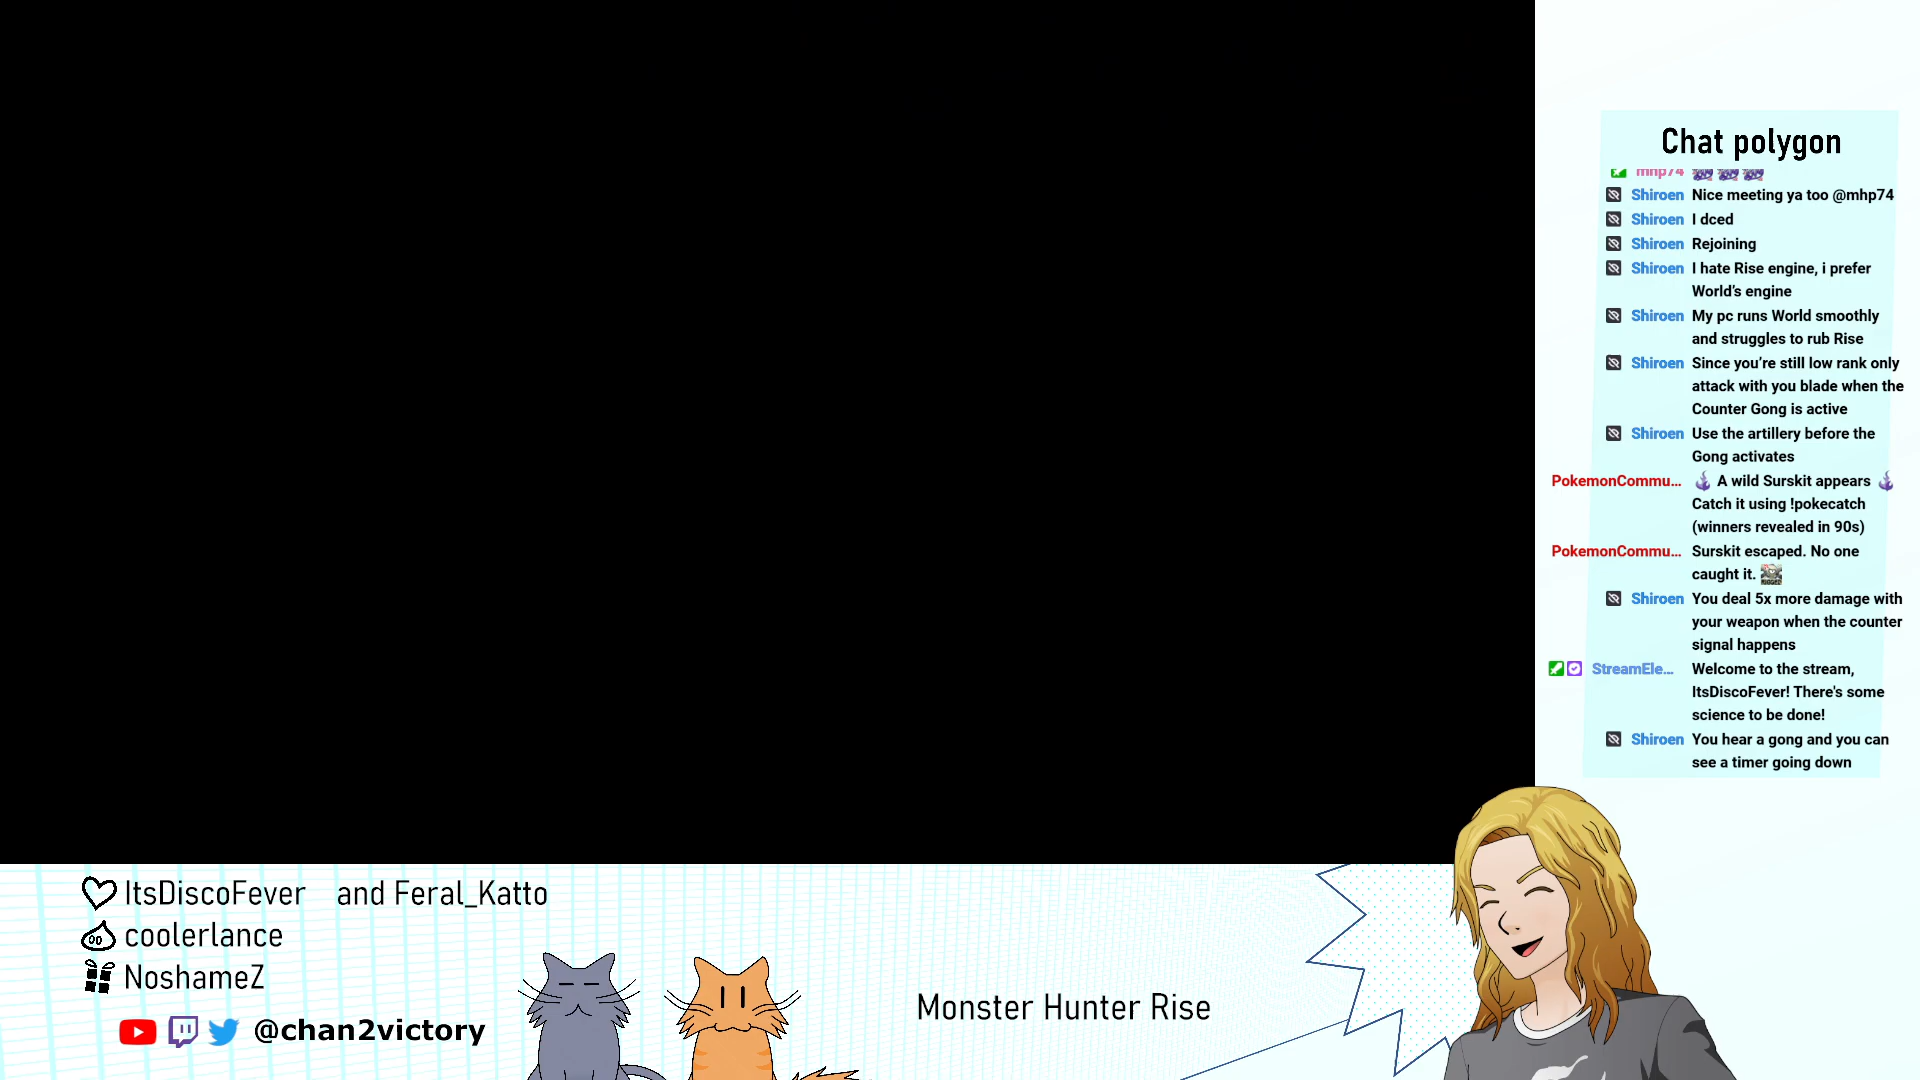 Chat polygon
mhp74
Shiroen Nice meeting ya too @mhp74
Shiroen I dced
Shiroen Rejoining
Shiroen I hate Rise engine, i prefer
World's engine
Shiroen My pc runs World smoothly
and struggles to rub Rise
Shiroen Since you're still low rank only
attack with you blade when the
Counter Gong is active
Shiroen Use the artillery before the
Gong activates
PokemonCommu... A wild Surskit appears
Catch it using !pokecatch
(winners revealed in 90s)
PokemonCommu... Surskit escaped. No one
caught it.
Shiroen You deal 5x more damage with
your weapon when the counter
signal happens
StreamEle... Welcome to the stream,
ItsDiscoFever! There's some
science to be done!
Shiroen You hear a gong and you can
see a timer going down
ItsDiscoFever and Feral_Katto
coolerlance
NoshameZ
@chan2victory
Monster Hunter Rise